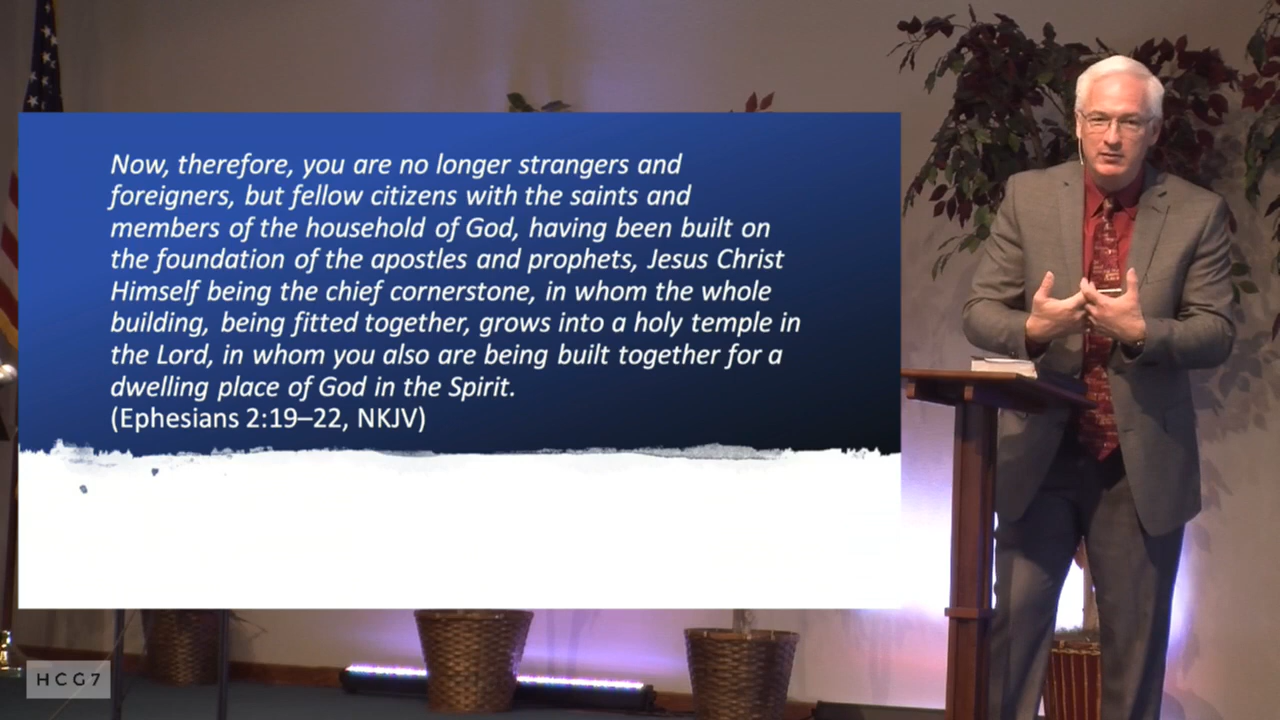 Now, therefore, you are no longer strangers and
foreigners, but fellow citizens with the saints and
members of the household of God, having been built on
the foundation of the apostles and prophets, Jesus Christ
Himself being the chief cornerstone, in whom the whole
building, being fitted together, grows into a holy temple in
the Lord, in whom you also are being built together for a
dwelling place of God in the Spirit.
(Ephesians 2:19–22, NKJV)
HCG7